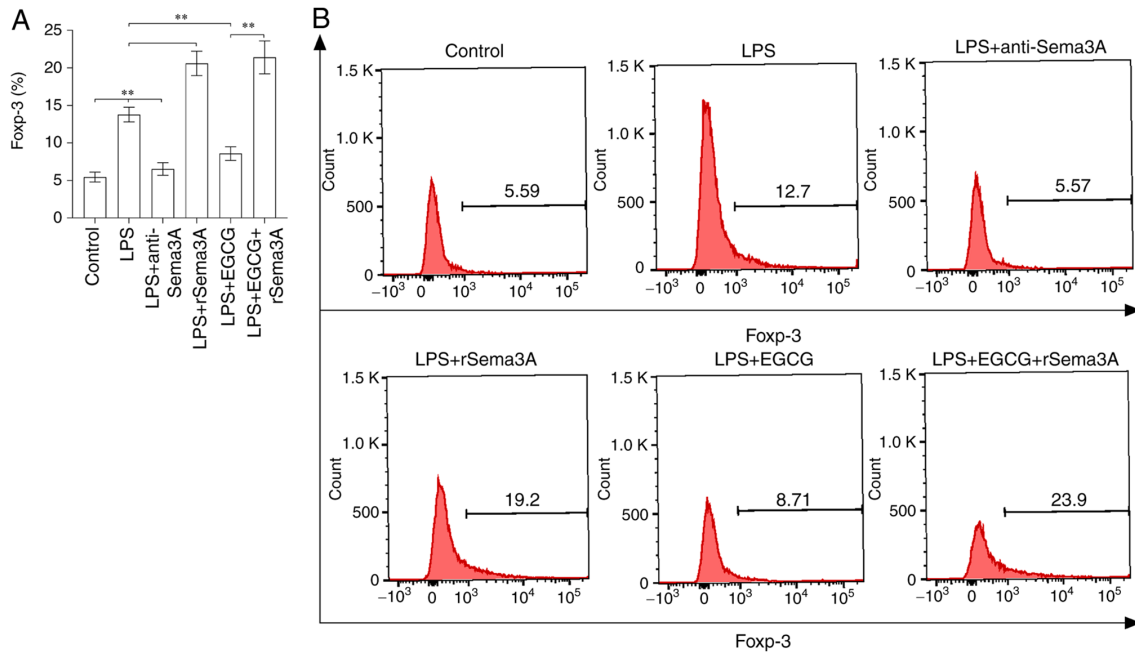 A
Foxp-3 (%)
25
20
15
10
5
0
**
**
**
Control
LPS
LPS+anti-
Sema3A
LPS+rSema3A
LPS+EGCG
LPS+EGCG+
rSema3A
B
Control
1.5 K
1.0 K
500
0
Count
5.59
−10³ 0 10³ 10⁴ 10⁵
LPS
1.5 K
1.0 K
500
0
Count
12.7
−10³ 0 10³ 10⁴ 10⁵
LPS+anti-Sema3A
1.5 K
1.0 K
500
0
Count
5.57
−10³ 0 10³ 10⁴ 10⁵
Foxp-3
LPS+rSema3A
1.5 K
1.0 K
500
0
Count
19.2
−10³ 0 10³ 10⁴ 10⁵
LPS+EGCG
1.5 K
1.0 K
500
0
Count
8.71
−10³ 0 10³ 10⁴ 10⁵
LPS+EGCG+rSema3A
1.5 K
1.0 K
500
0
Count
23.9
−10³ 0 10³ 10⁴ 10⁵
Foxp-3